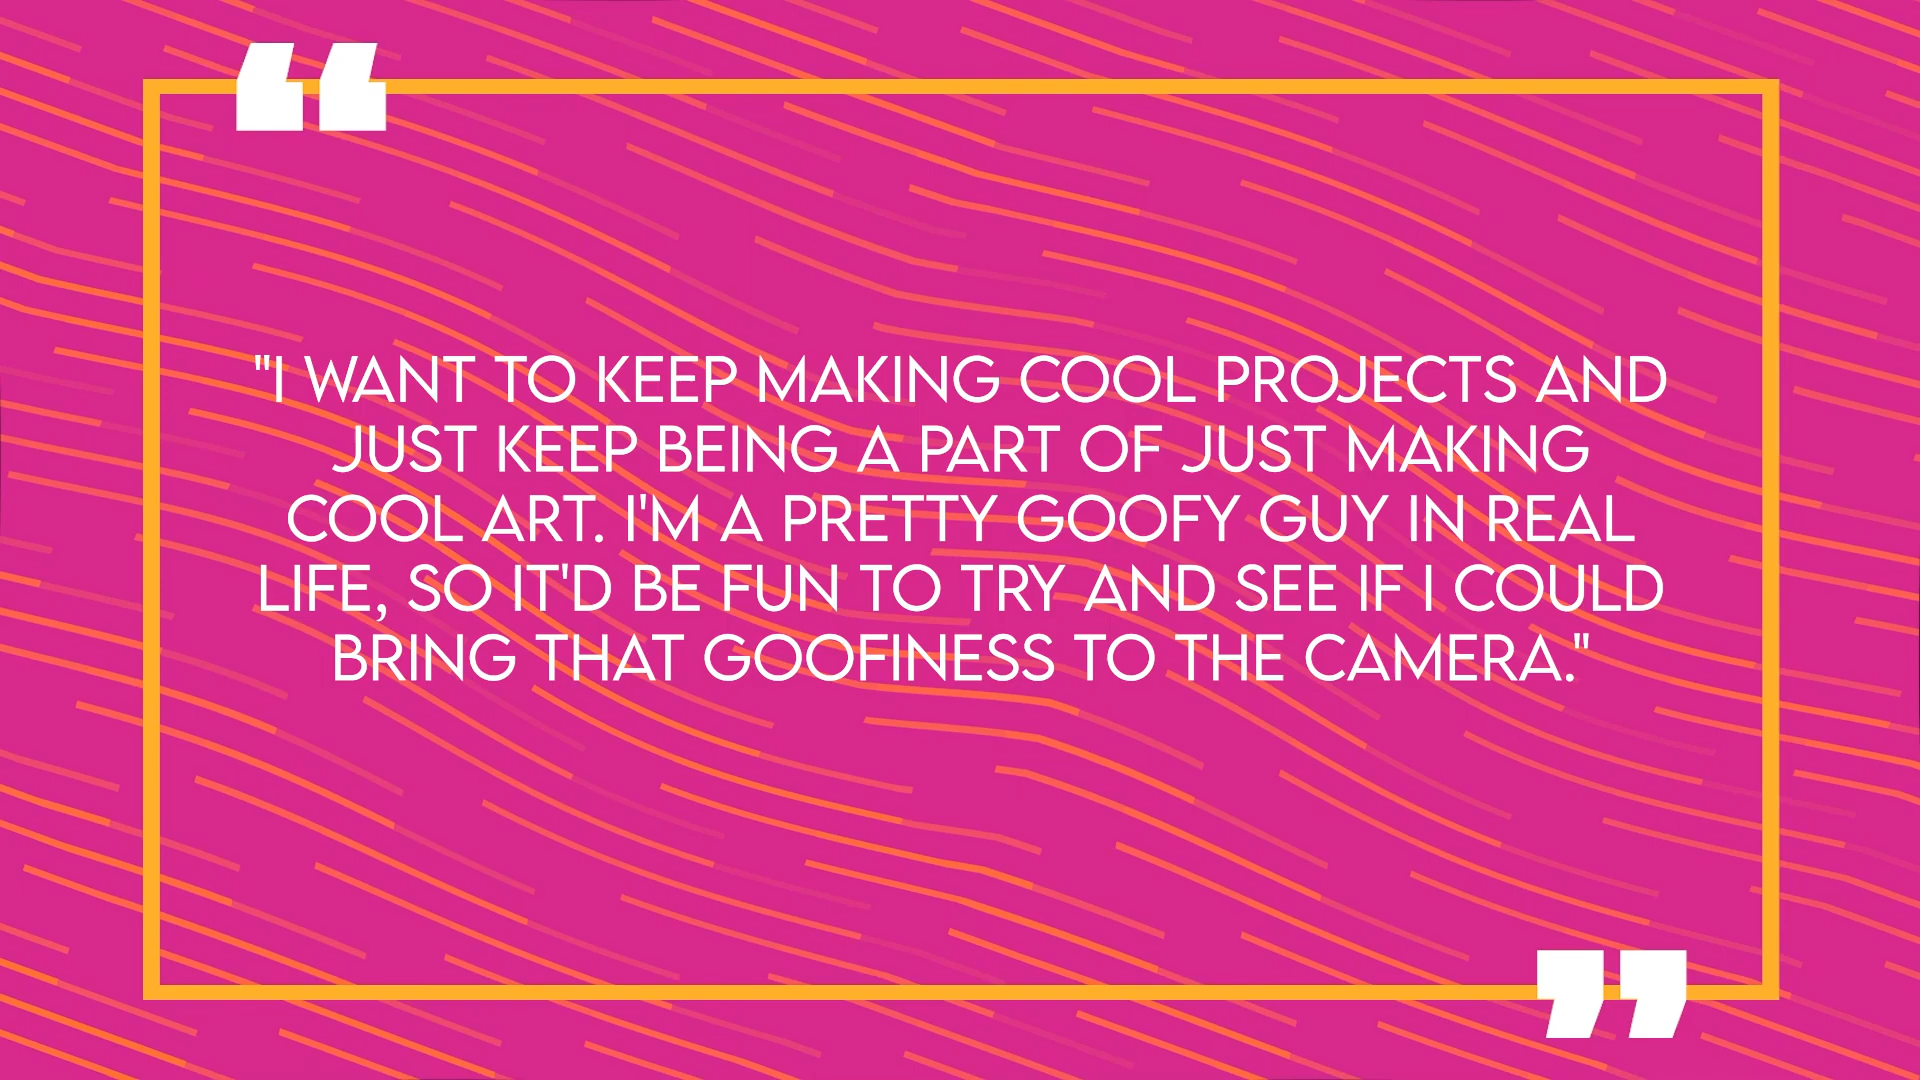 "I WANT TO KEEP MAKING COOL PROJECTS AND
JUST KEEP BEING A PART OF JUST MAKING
COOL ART. I'M A PRETTY GOOFY GUY IN REAL
LIFE, SO IT'D BE FUN TO TRY AND SEE IF I COULD
BRING THAT GOOFINESS TO THE CAMERA."